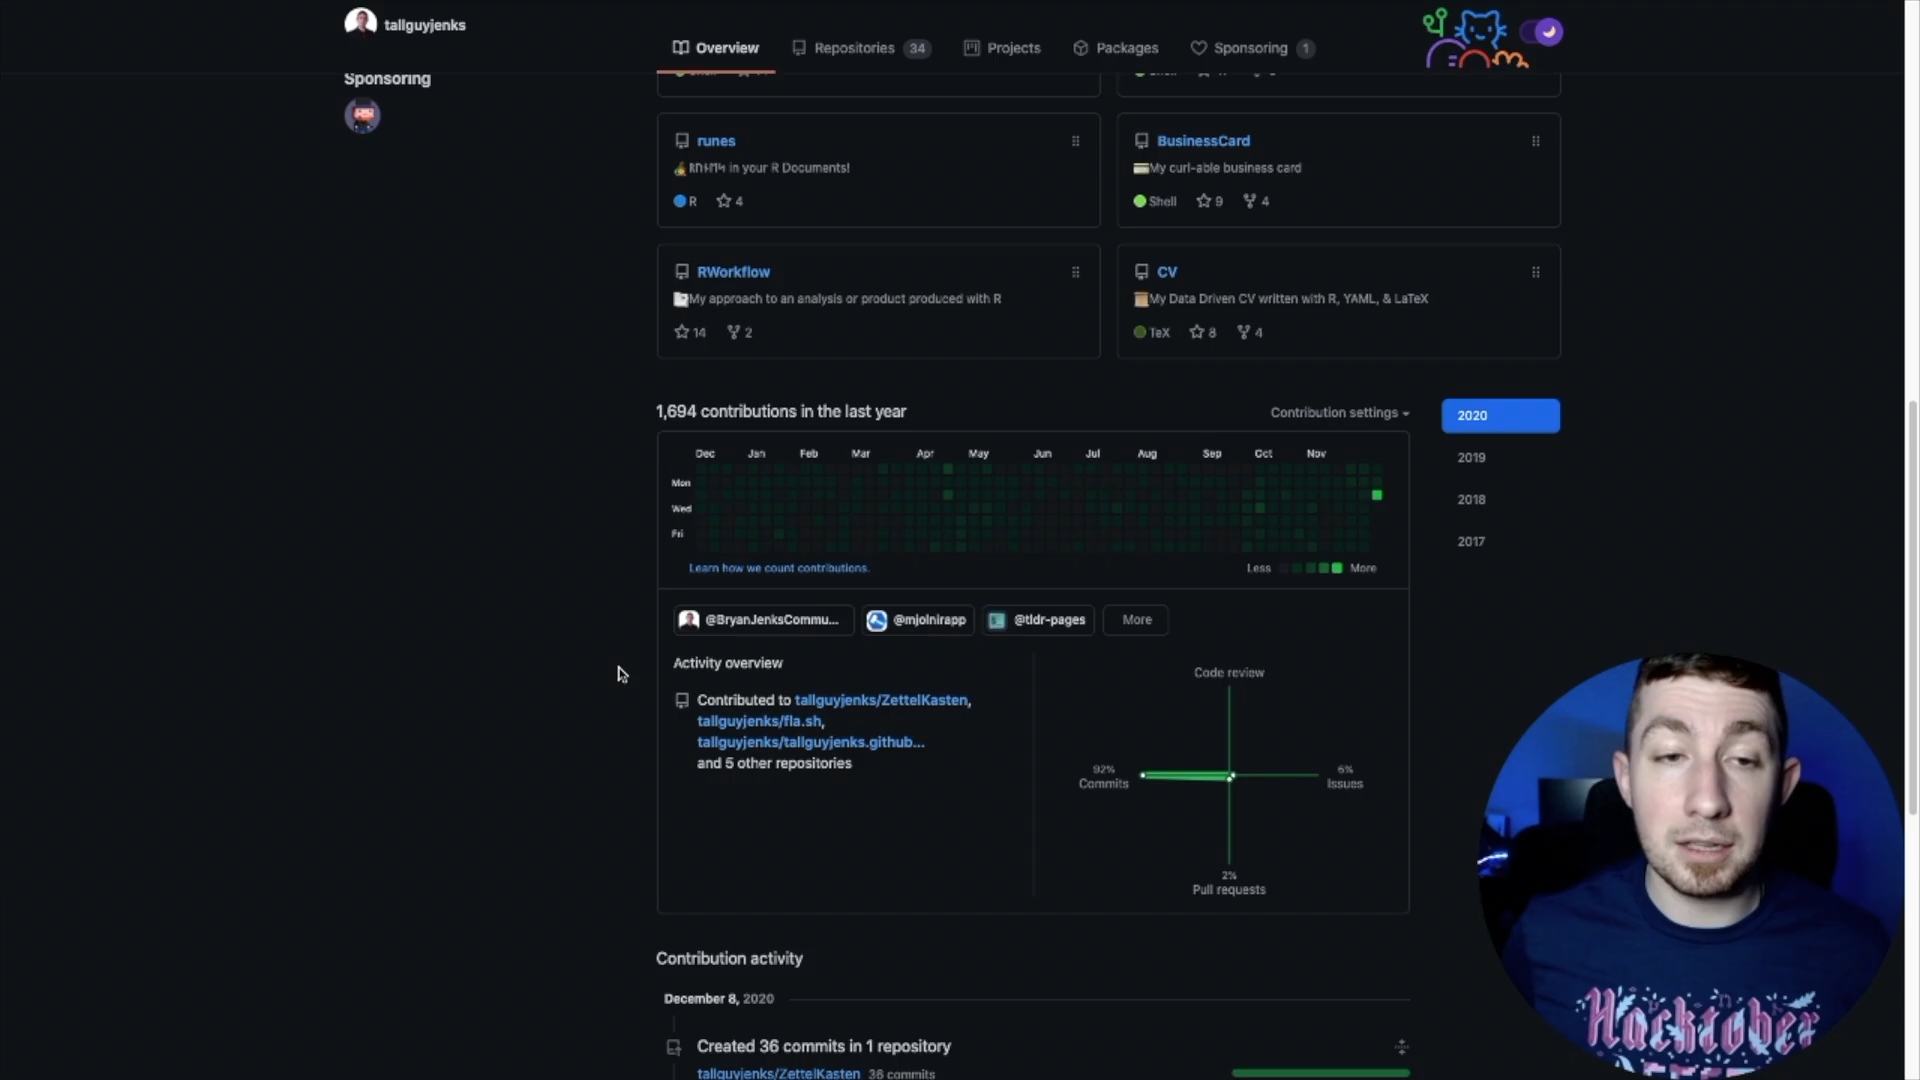 tallguyjenks
Overview
Repositories 34
Projects
Packages
Sponsoring 1
Sponsoring
runes
in your R Documents!
R 4
BusinessCard
My curl-able business card
Shell 9 4
RWorkflow
My approach to an analysis or product produced with R
14 2
CV
My Data Driven CV written with R, YAML, & LaTeX
TeX 8 4
1,694 contributions in the last year
Contribution settings
2020
2019
2018
2017
Dec Jan Feb Mar Apr May Jun Jul Aug Sep Oct Nov
Mon
Wed
Fri
Learn how we count contributions.
Less More
@BryanJenksCommu...
@mjolnirapp
@tldr-pages
More
Activity overview
Contributed to tallguyjenks/ZettelKasten,
tallguyjenks/fla.sh,
tallguyjenks/tallguyjenks.github...
and 5 other repositories
Code review
92%
Commits
6%
Issues
2%
Pull requests
Contribution activity
December 8, 2020
Created 36 commits in 1 repository
tallguyjenks/ZettelKasten 36 commits
Hacktober